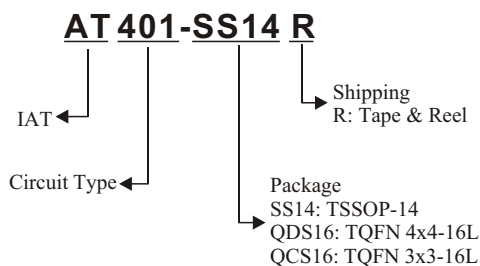 AT 401-SS14 R
Shipping
R: Tape & Reel
IAT
Circuit Type
Package
SS14: TSSOP-14
QDS16: TQFN 4x4-16L
QCS16: TQFN 3x3-16L